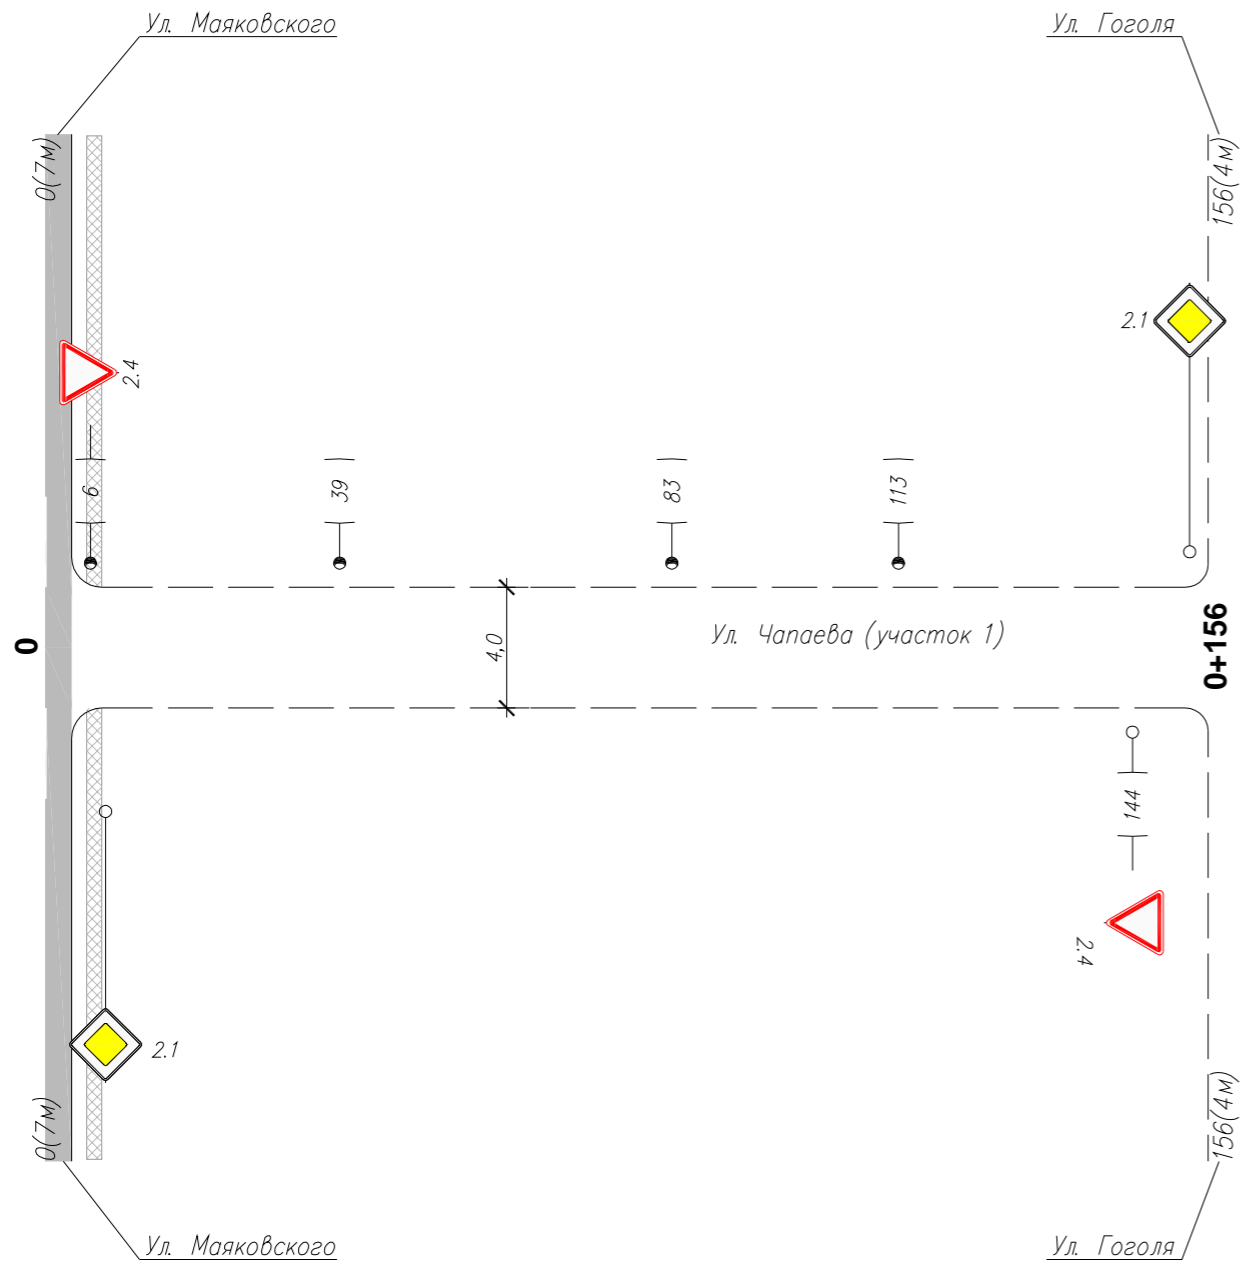 Ул. Маяковского
Ул. Гоголя
0(7м)
156(4м)
2.1
2.4
6
39
83
113
0
4,0
Ул. Чапаева (участок 1)
0+156
144
2.4
2.1
0(7м)
156(4м)
Ул. Маяковского
Ул. Гоголя